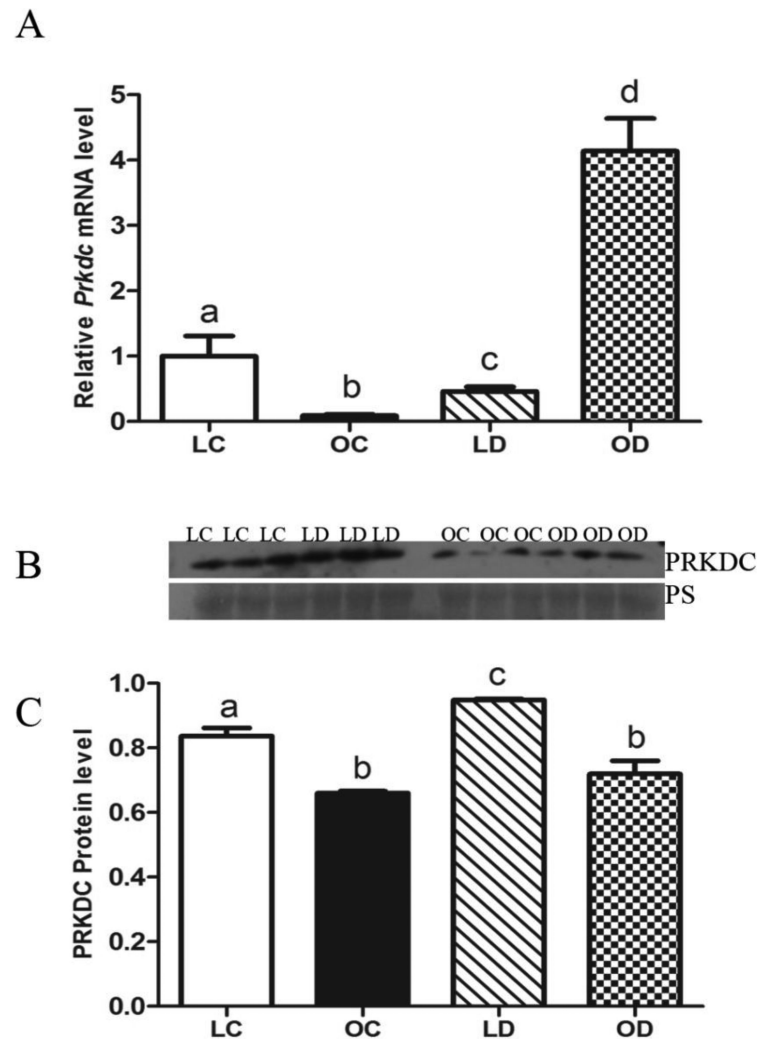 A
Relative Prkdc mRNA level
5
4
3
2
1
0
a
b
c
d
LC OC LD OD
B
LC LC LC LD LD LD OC OC OC OD OD OD
PRKDC
PS
C
PRKDC Protein level
1.0
0.8
0.6
0.4
0.2
0.0
a
b
c
b
LC OC LD OD